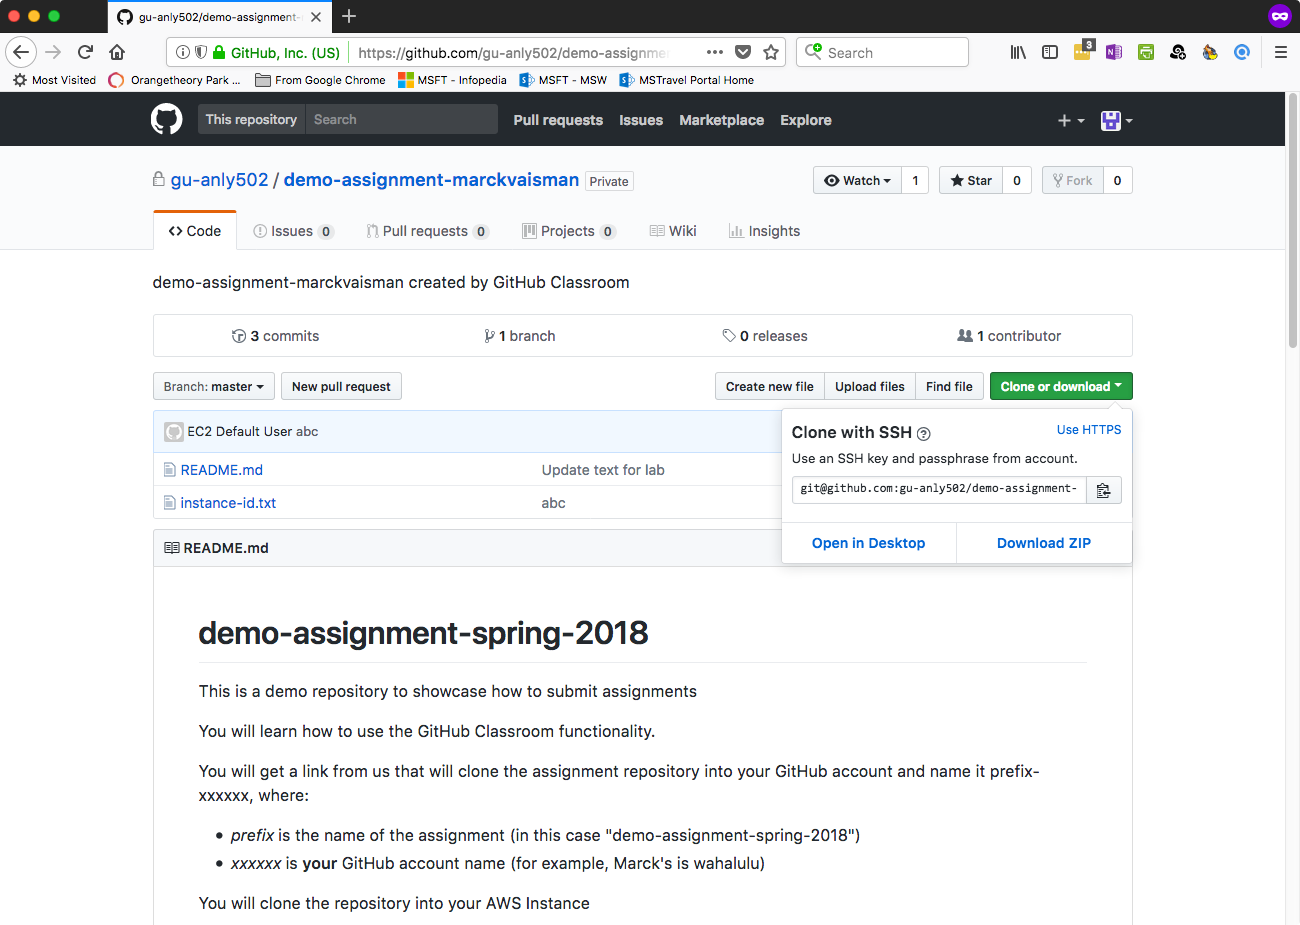 gu-anly502/demo-assignment-
GitHub, Inc. (US) https://github.com/gu-anly502/demo-assignme
Search
3
Most Visited Orangetheory Park ... From Google Chrome MSFT - Infopedia MSFT - MSW MSTravel Portal Home
This repository Search Pull requests Issues Marketplace Explore
gu-anly502 / demo-assignment-marckvaisman Private
Watch 1 Star 0 Fork 0
Code Issues 0 Pull requests 0 Projects 0 Wiki Insights
demo-assignment-marckvaisman created by GitHub Classroom
3 commits 1 branch 0 releases 1 contributor
Branch: master New pull request Create new file Upload files Find file Clone or download
EC2 Default User abc
README.md Update text for lab
instance-id.txt abc
Clone with SSH ? Use HTTPS
Use an SSH key and passphrase from account.
git@github.com:gu-anly502/demo-assignment-
Open in Desktop Download ZIP
README.md
demo-assignment-spring-2018
This is a demo repository to showcase how to submit assignments
You will learn how to use the GitHub Classroom functionality.
You will get a link from us that will clone the assignment repository into your GitHub account and name it prefix-
xxxxxx, where:
• prefix is the name of the assignment (in this case "demo-assignment-spring-2018")
• xxxxxx is your GitHub account name (for example, Marck's is wahalulu)
You will clone the repository into your AWS Instance